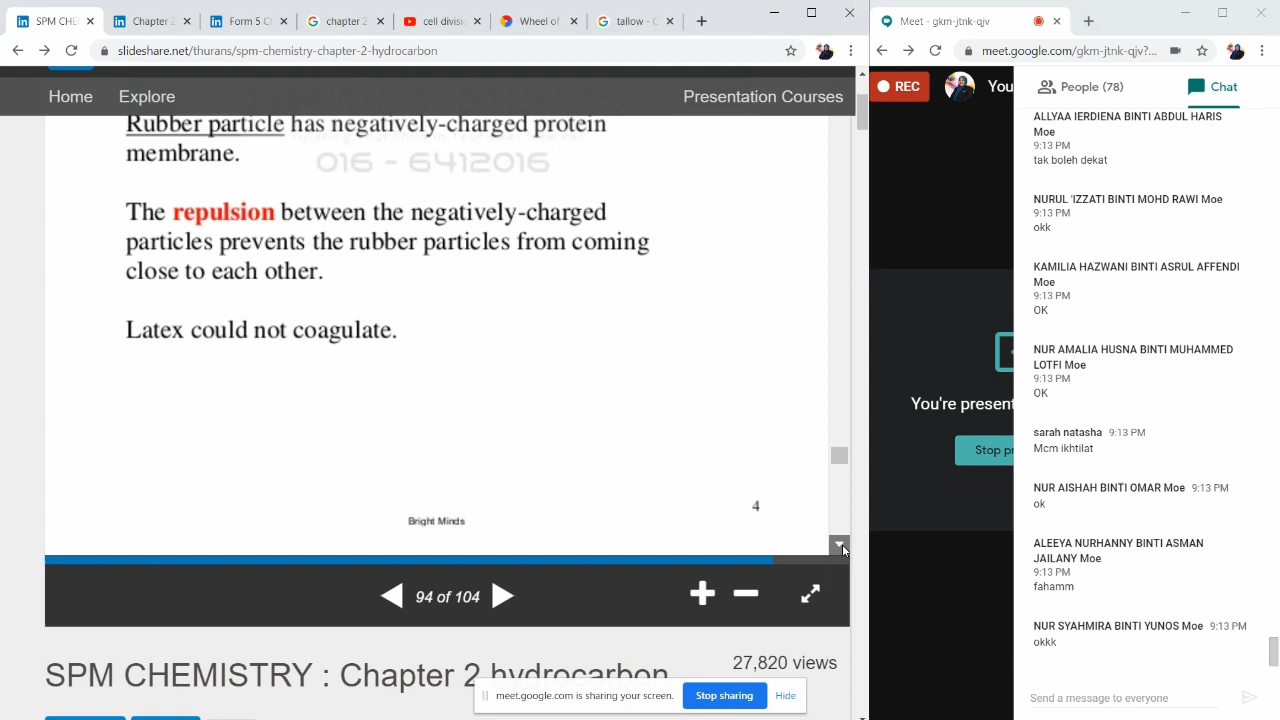 SPM CHE
Chapter 2
Form 5 C
chapter 2
cell divisi
Wheel of
tallow - G
slideshare.net/thurans/spm-chemistry-chapter-2-hydrocarbon
Home
Explore
Presentation Courses
016 - 6412016
Rubber particle has negatively-charged protein
membrane.
The repulsion between the negatively-charged
particles prevents the rubber particles from coming
close to each other.
Latex could not coagulate.
4
Bright Minds
94 of 104
SPM CHEMISTRY : Chapter 2 hydrocarbon
27,820 views
meet.google.com is sharing your screen.
Stop sharing
Hide
Meet - gkm-jtnk-qjv
meet.google.com/gkm-jtnk-qjv?...
REC
You
People (78)
Chat
You're present
Stop pr
ALLYAA IERDIENA BINTI ABDUL HARIS
Moe
9:13 PM
tak boleh dekat
NURUL 'IZZATI BINTI MOHD RAWI Moe
9:13 PM
okk
KAMILIA HAZWANI BINTI ASRUL AFFENDI
Moe
9:13 PM
OK
NUR AMALIA HUSNA BINTI MUHAMMED
LOTFI Moe
9:13 PM
OK
sarah natasha 9:13 PM
Mcm ikhtilat
NUR AISHAH BINTI OMAR Moe 9:13 PM
ok
ALEEYA NURHANNY BINTI ASMAN
JAILANY Moe
9:13 PM
fahamm
NUR SYAHMIRA BINTI YUNOS Moe 9:13 PM
okkk
Send a message to everyone